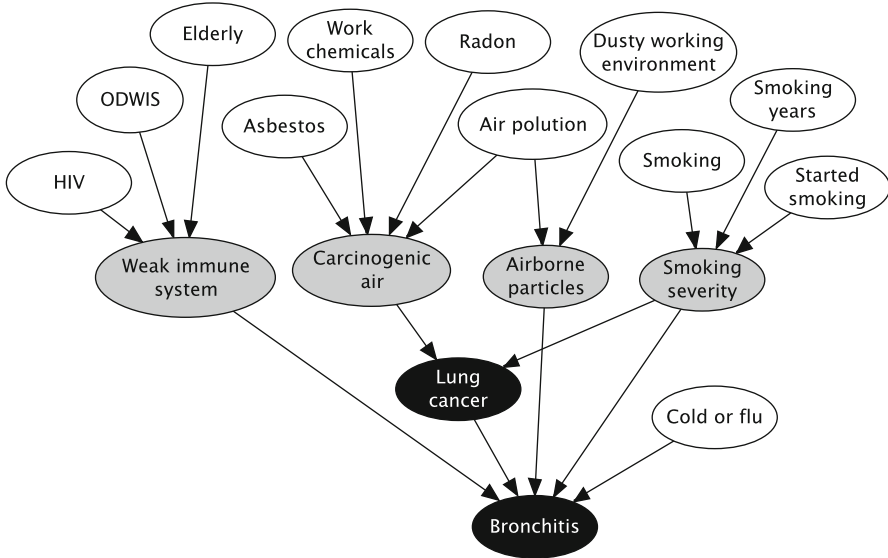 Elderly
Work
chemicals
Radon
Dusty working
environment
ODWIS
Smoking
years
Asbestos
Air polution
HIV
Smoking
Started
smoking
Weak immune
system
Carcinogenic
air
Airborne
particles
Smoking
severity
Lung
cancer
Cold or flu
Bronchitis